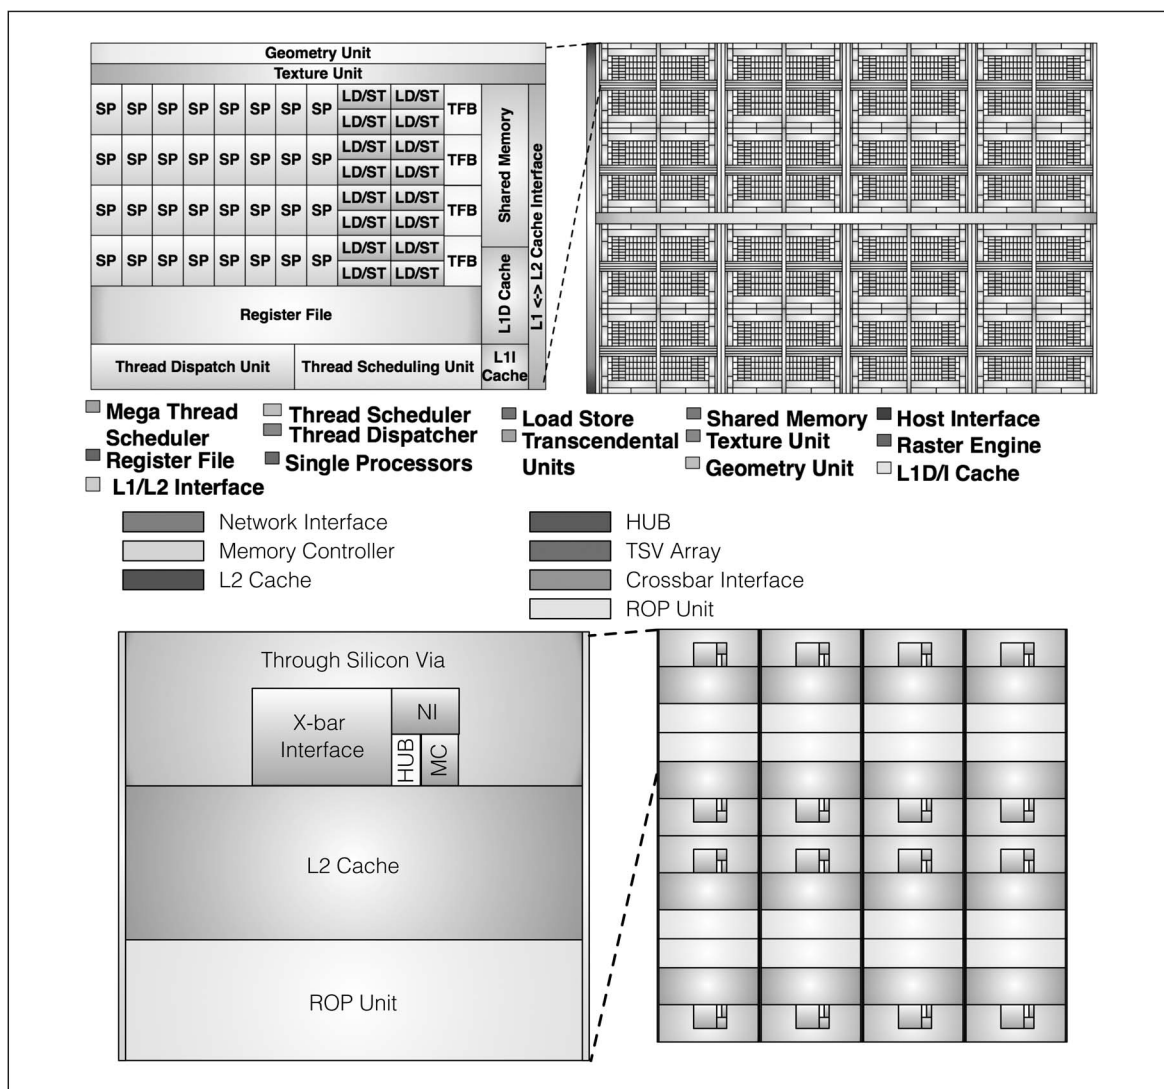 Geometry Unit
Texture Unit
SP SP SP SP SP SP SP SP LD/ST LD/ST TFB
LD/ST LD/ST
SP SP SP SP SP SP SP SP LD/ST LD/ST TFB
LD/ST LD/ST
SP SP SP SP SP SP SP SP LD/ST LD/ST TFB
LD/ST LD/ST
SP SP SP SP SP SP SP SP LD/ST LD/ST TFB
LD/ST LD/ST
Shared Memory
L1 <-> L2 Cache Interface
L1D Cache
Register File
Thread Dispatch Unit
Thread Scheduling Unit
L1I
Cache
Mega Thread
Scheduler
Register File
L1/L2 Interface
Thread Scheduler
Thread Dispatcher
Single Processors
Load Store
Transcendental
Units
Shared Memory
Texture Unit
Geometry Unit
Host Interface
Raster Engine
L1D/I Cache
Network Interface
Memory Controller
L2 Cache
HUB
TSV Array
Crossbar Interface
ROP Unit
Through Silicon Via
X-bar
Interface
NI
HUB
MC
L2 Cache
ROP Unit